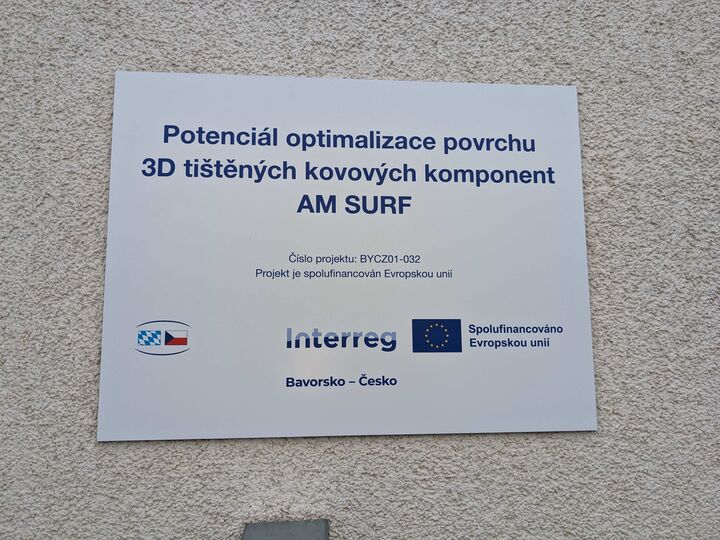 Potenciál optimalizace povrchu
3D tištěných kovových komponent
AM SURF
Číslo projektu: BYCZ01-032
Projekt je spolufinancován Evropskou unií
Interreg
Spolufinancováno
Evropskou unií
Bavorsko – Česko